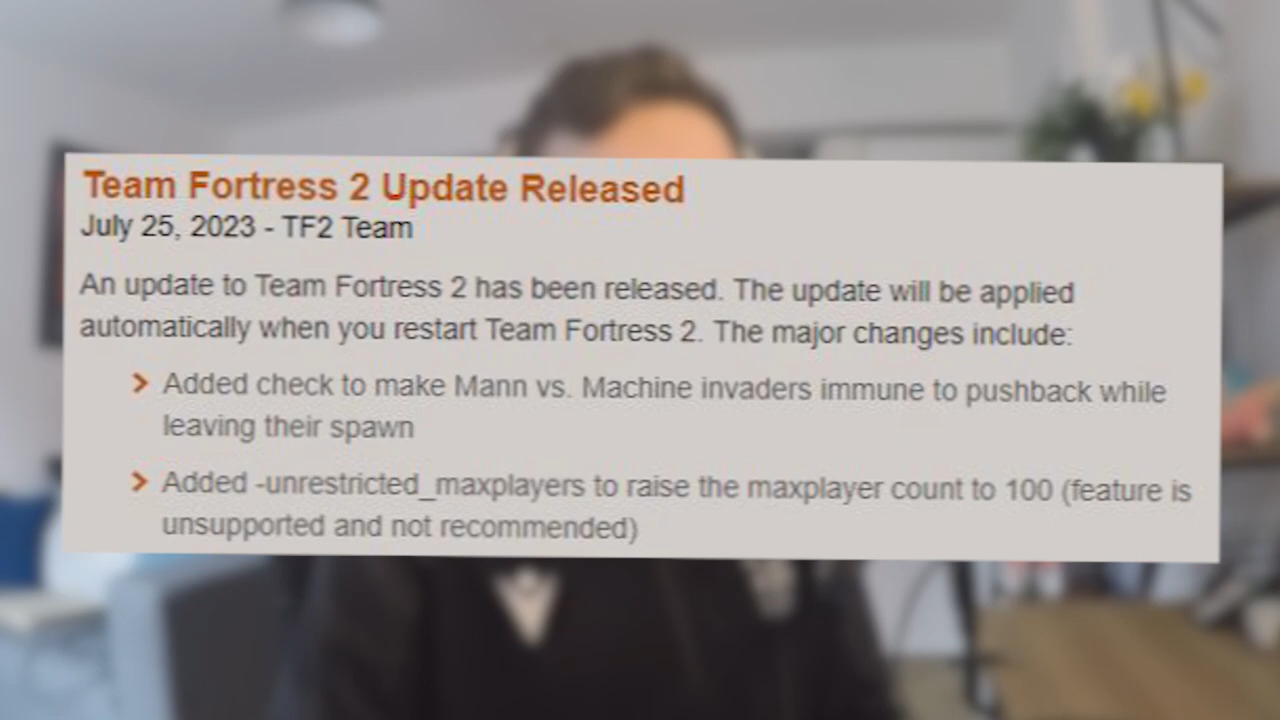 Team Fortress 2 Update Released
July 25, 2023 - TF2 Team
An update to Team Fortress 2 has been released. The update will be applied
automatically when you restart Team Fortress 2. The major changes include:
Added check to make Mann vs. Machine invaders immune to pushback while
leaving their spawn
Added -unrestricted_maxplayers to raise the maxplayer count to 100 (feature is
unsupported and not recommended)